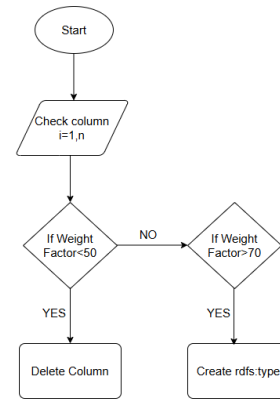 Start
Check column
i=1,n
If Weight
Factor<50
NO
If Weight
Factor>70
YES
YES
Delete Column
Create rdfs:type